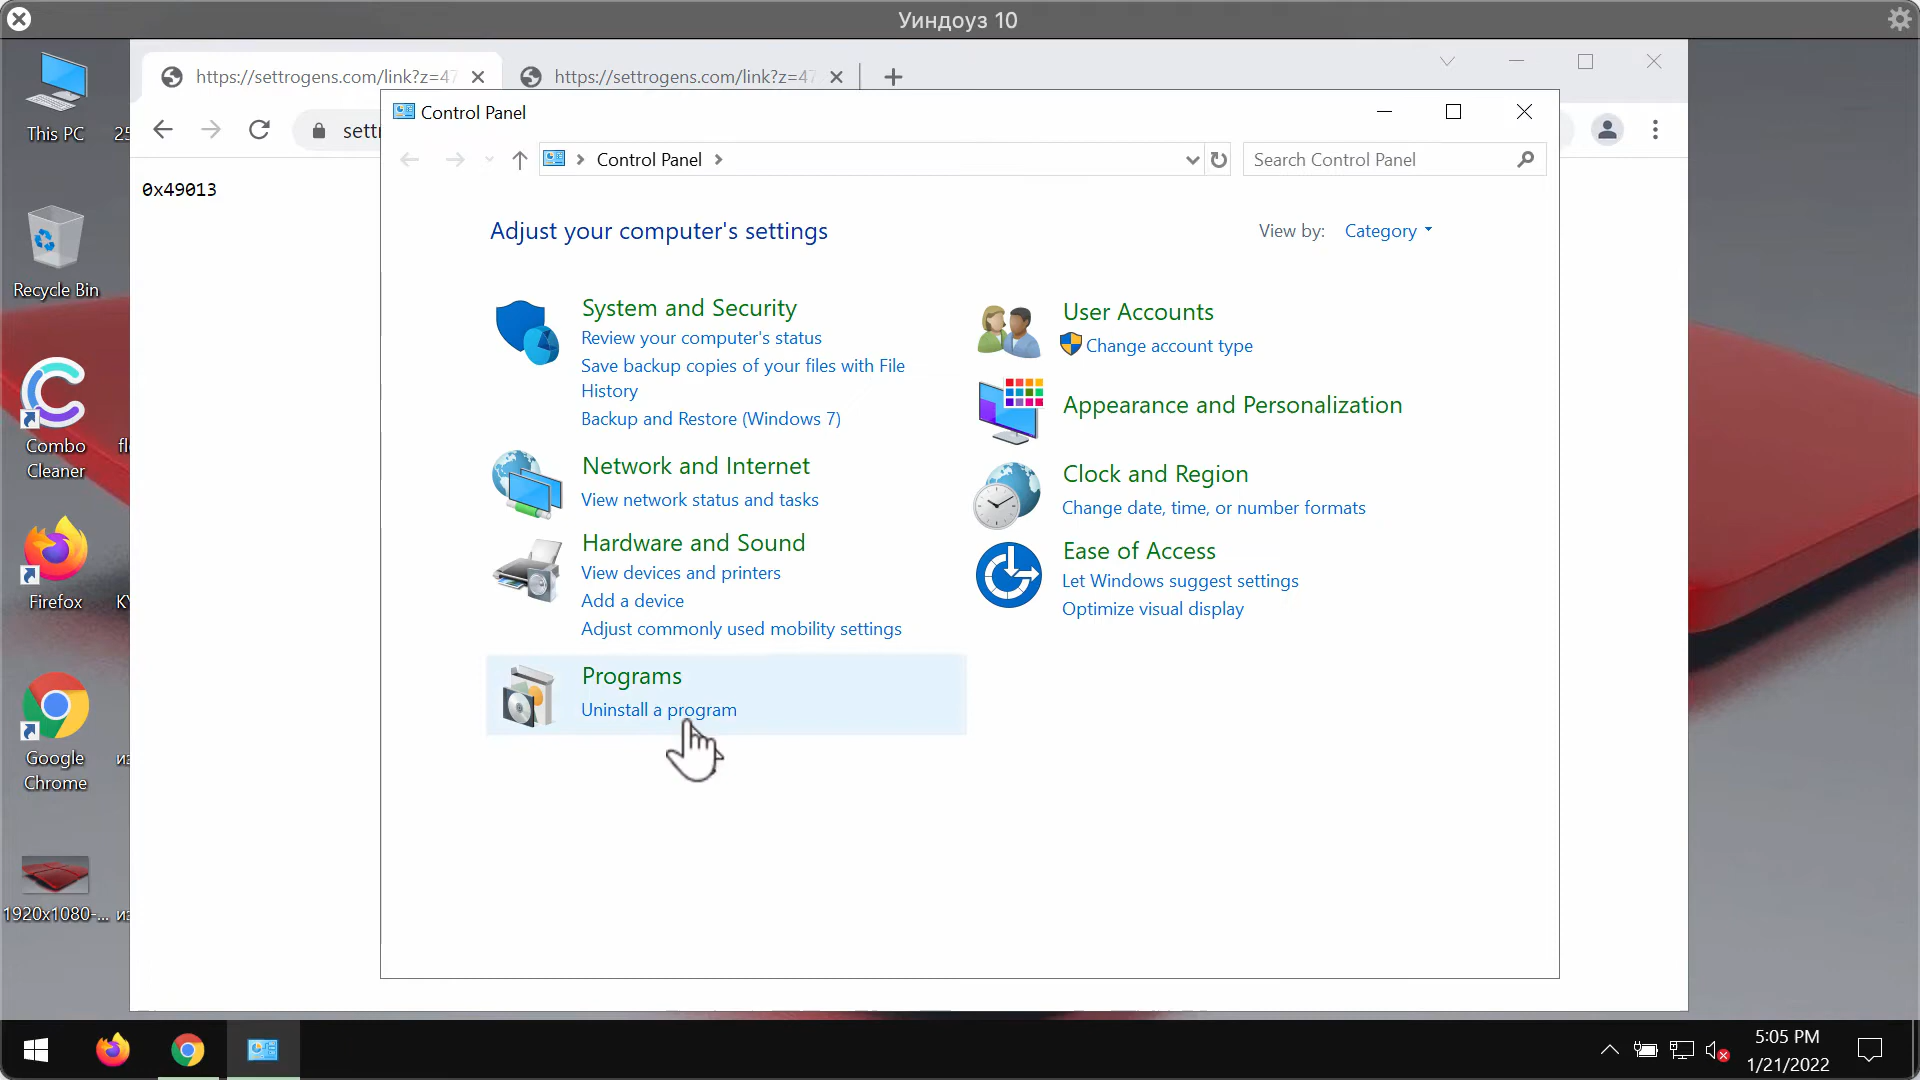 Уиндоуз 10
https://settrogens.com/link?z=47
https://settrogens.com/link?z=47
sett
0x49013
Control Panel
Control Panel
Search Control Panel
Adjust your computer's settings
View by: Category
System and Security
Review your computer's status
Save backup copies of your files with File
History
Backup and Restore (Windows 7)
Network and Internet
View network status and tasks
Hardware and Sound
View devices and printers
Add a device
Adjust commonly used mobility settings
Programs
Uninstall a program
User Accounts
Change account type
Appearance and Personalization
Clock and Region
Change date, time, or number formats
Ease of Access
Let Windows suggest settings
Optimize visual display
This PC
25
Recycle Bin
Combo
Cleaner
fl
Firefox
Google
Chrome
из
1920x1080-...
из
5:05 PM
1/21/2022